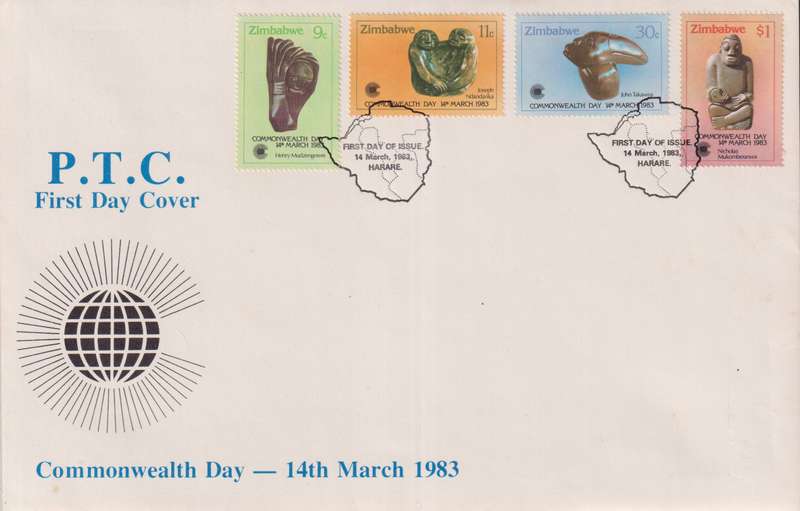 Zimbabwe
9c
COMMONWEALTH DAY
14th MARCH 1983
Henry Mudzengerere
Zimbabwe
11c
Joseph
Ndandarika
COMMONWEALTH DAY 14th MARCH 1983
Zimbabwe
30c
John Takawira
COMMONWEALTH DAY 14th MARCH 1983
Zimbabwe
$1
COMMONWEALTH DAY
14th MARCH 1983
Nicholas
Mukomberanwa
FIRST DAY OF ISSUE.
14 March, 1983,
HARARE.
FIRST DAY OF ISSUE.
14 March, 1983,
HARARE.
P.T.C.
First Day Cover
Commonwealth Day — 14th March 1983